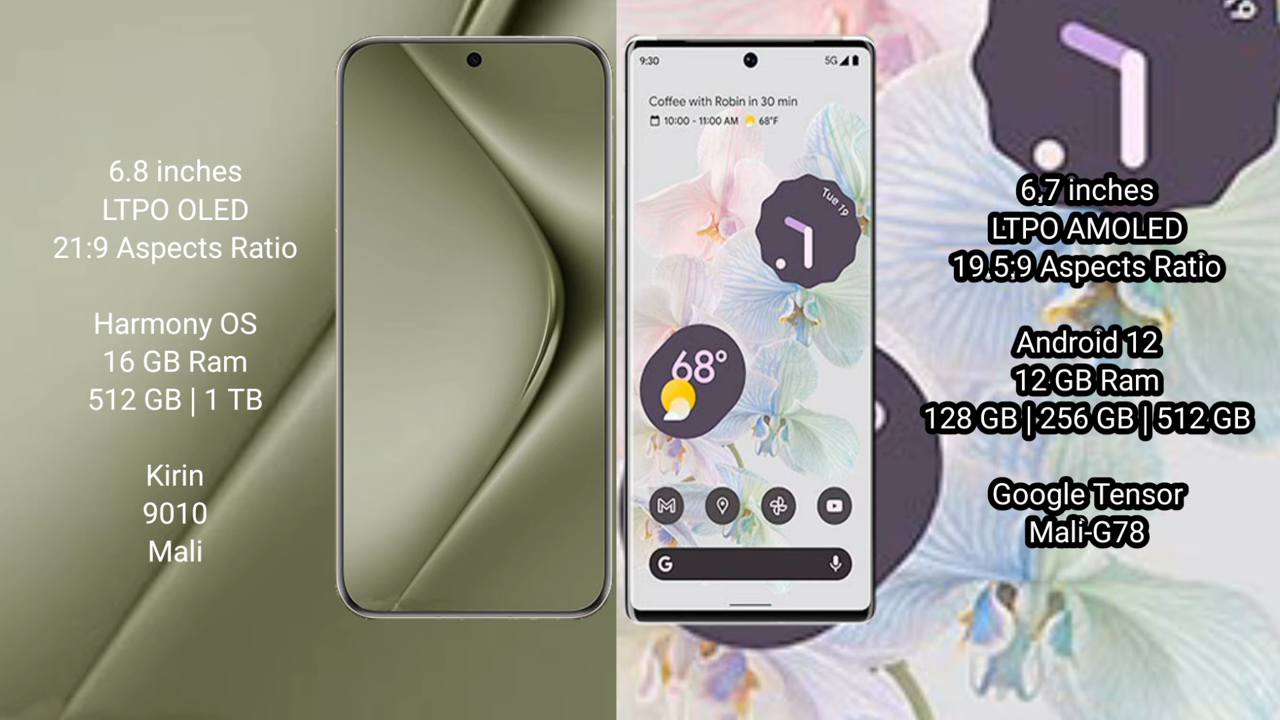 6.8 inches
LTPO OLED
21:9 Aspects Ratio
Harmony OS
16 GB Ram
512 GB | 1 TB
Kirin
9010
Mali
9:30
5G
Coffee with Robin in 30 min
10:00 - 11:00 AM 68°F
Tue 19
68°
G
19
6,7 inches
LTPO AMOLED
19.5:9 Aspects Ratio
Android 12
12 GB Ram
128 GB | 256 GB | 512 GB
Google Tensor
Mali-G78